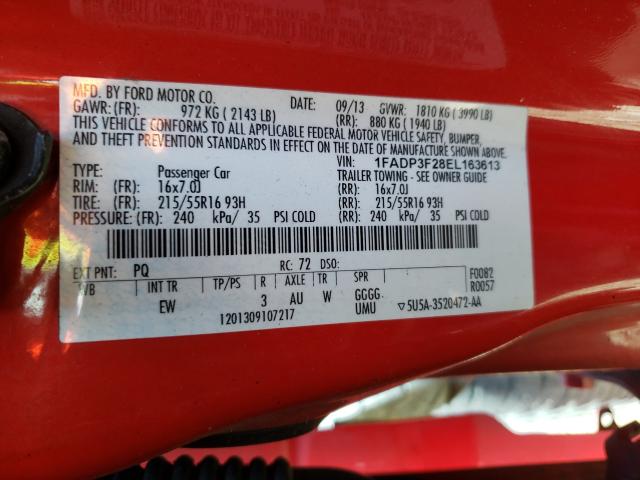 MFD. BY FORD MOTOR CO. DATE: 09/13 GVWR: 1810 KG ( 3990 LB)
GAWR: (FR) 972 KG ( 2143 LB) (RR) 880 KG ( 1940 LB)
THIS VEHICLE CONFORMS TO ALL APPLICABLE FEDERAL MOTOR VEHICLE SAFETY, BUMPER,
AND THEFT PREVENTION STANDARDS IN EFFECT ON THE DATE OF MANUFACTURE SHOWN ABOVE.
VIN: 1FADP3F28EL163613
TYPE: Passenger Car TRAILER TOWING - SEE OWNER GUIDE
RIM: (FR) 16x7.0J (RR) 16x7.0J
TIRE: (FR) 215/55R16 93H (RR) 215/55R16 93H
PRESSURE: (FR) 240 kPa/ 35 PSI COLD (RR) 240 kPa/ 35 PSI COLD
EXT PNT: PQ RC: 72 DSO:
WB INT TR TP/PS R AXLE TR SPR F0082
R0057
EW 3 AU W GGGG
UMU
1201309107217 ▽5U5A-3520472-AA